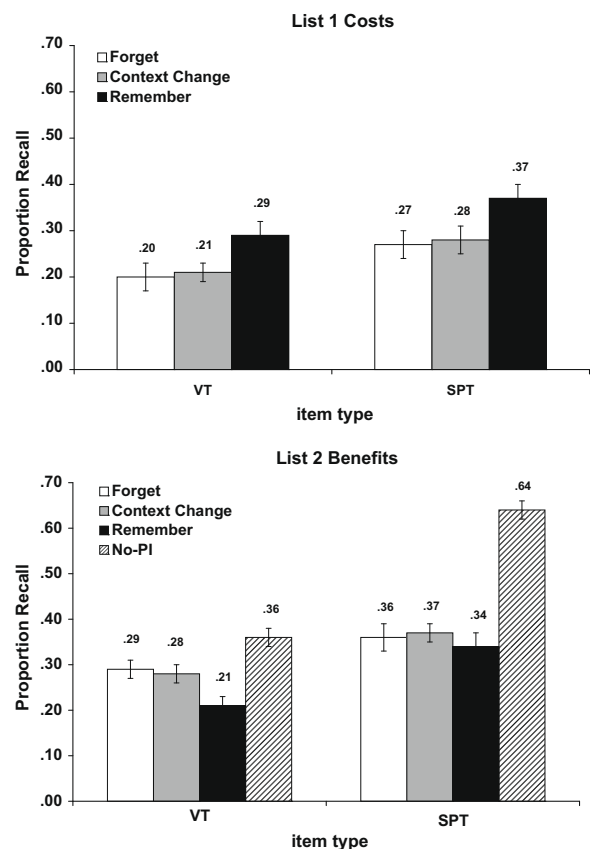 List 1 Costs
.70
.60
.50
.40
.30
.20
.10
.00
Proportion Recall
Forget
Context Change
Remember
.20
.21
.29
.27
.28
.37
VT
SPT
item type
List 2 Benefits
.70
.60
.50
.40
.30
.20
.10
.00
Proportion Recall
Forget
Context Change
Remember
No-PI
.29
.28
.21
.36
.36
.37
.34
.64
VT
SPT
item type